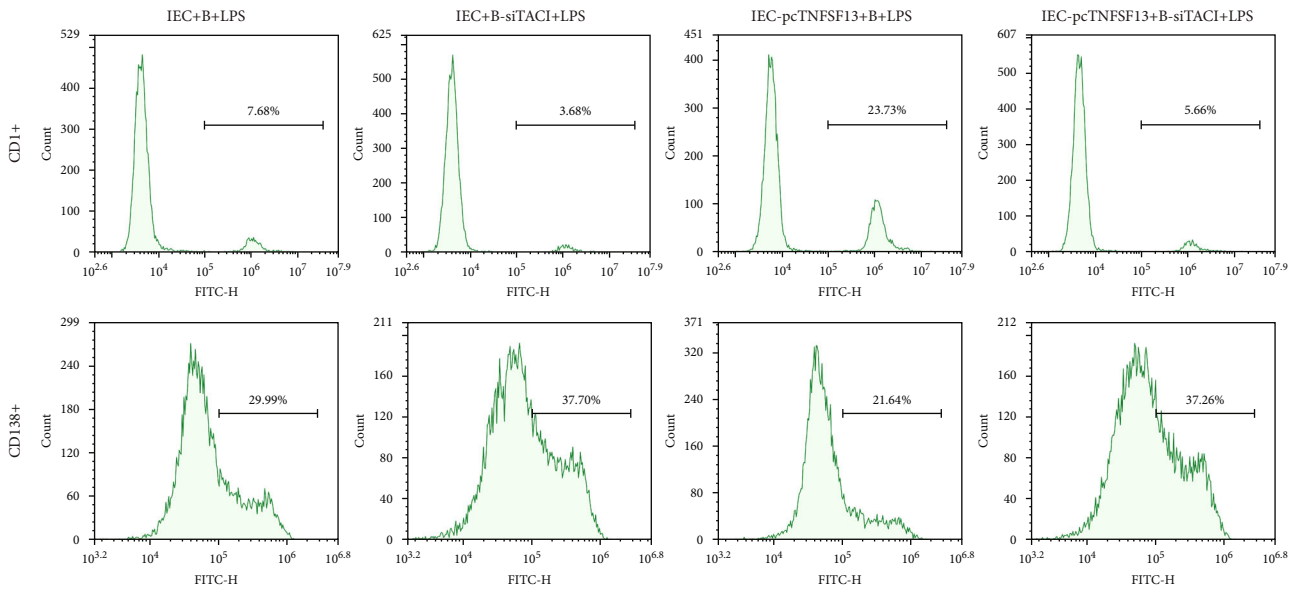 IEC+B+LPS
IEC+B-siTACI+LPS
IEC-pcTNFSF13+B+LPS
IEC-pcTNFSF13+B-siTACI+LPS
CD1+
529
400
300
200
100
0
Count
7.68%
10^2.6 10^4 10^5 10^6 10^7 10^7.9
FITC-H
625
500
400
300
200
100
0
Count
3.68%
10^2.6 10^4 10^5 10^6 10^7 10^7.9
FITC-H
451
400
300
200
100
0
Count
23.73%
10^2.6 10^4 10^5 10^6 10^7 10^7.9
FITC-H
607
500
400
300
200
100
0
Count
5.66%
10^2.6 10^4 10^5 10^6 10^7 10^7.9
FITC-H
CD138+
299
240
180
120
60
0
Count
29.99%
10^3.2 10^4 10^5 10^6 10^6.8
FITC-H
211
160
120
80
40
0
Count
37.70%
10^3.2 10^4 10^5 10^6 10^6.8
FITC-H
371
320
240
160
80
0
Count
21.64%
10^3.2 10^4 10^5 10^6 10^6.8
FITC-H
212
160
120
80
40
0
Count
37.26%
10^3.2 10^4 10^5 10^6 10^6.8
FITC-H